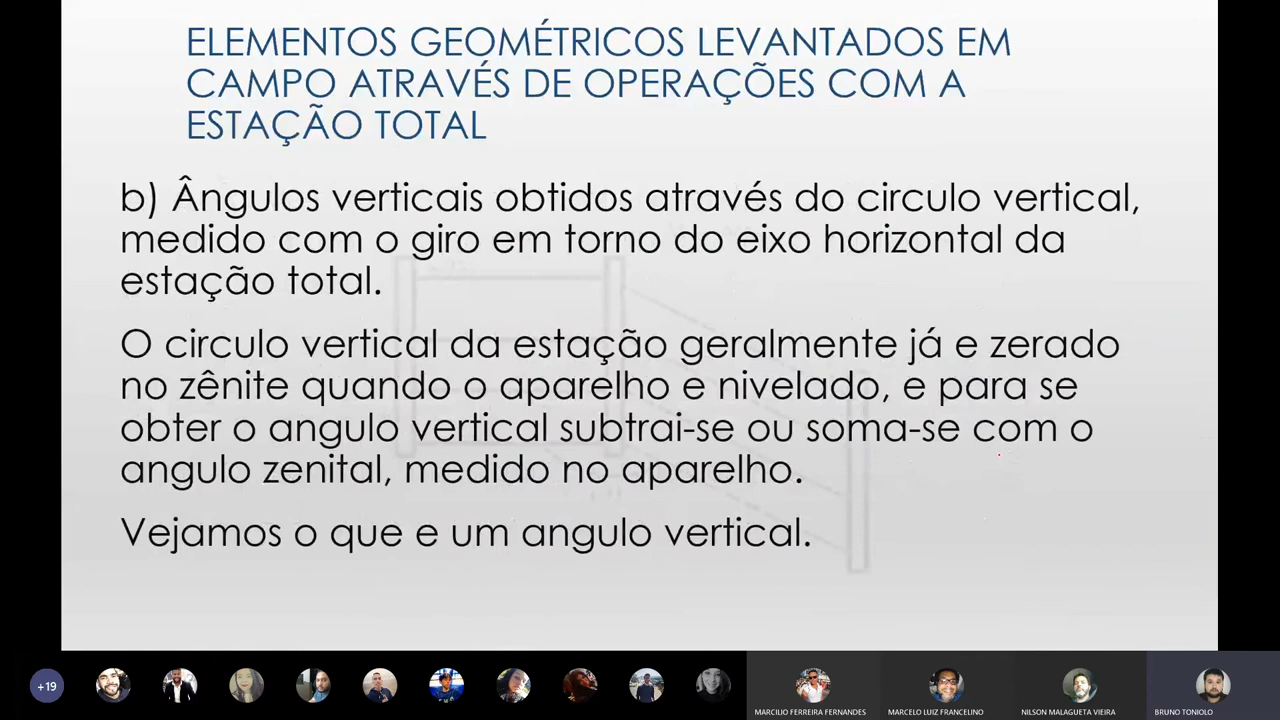 ELEMENTOS GEOMÉTRICOS LEVANTADOS EM
CAMPO ATRAVÉS DE OPERAÇÕES COM A
ESTAÇÃO TOTAL
b) Ângulos verticais obtidos através do circulo vertical,
medido com o giro em torno do eixo horizontal da
estação total.
O circulo vertical da estação geralmente já e zerado
no zênite quando o aparelho e nivelado, e para se
obter o angulo vertical subtrai-se ou soma-se com o
angulo zenital, medido no aparelho.
Vejamos o que e um angulo vertical.
+19
MARCILIO FERREIRA FERNANDES
MARCELO LUIZ FRANCELINO
NILSON MALAGUETA VIEIRA
BRUNO TONIOLO